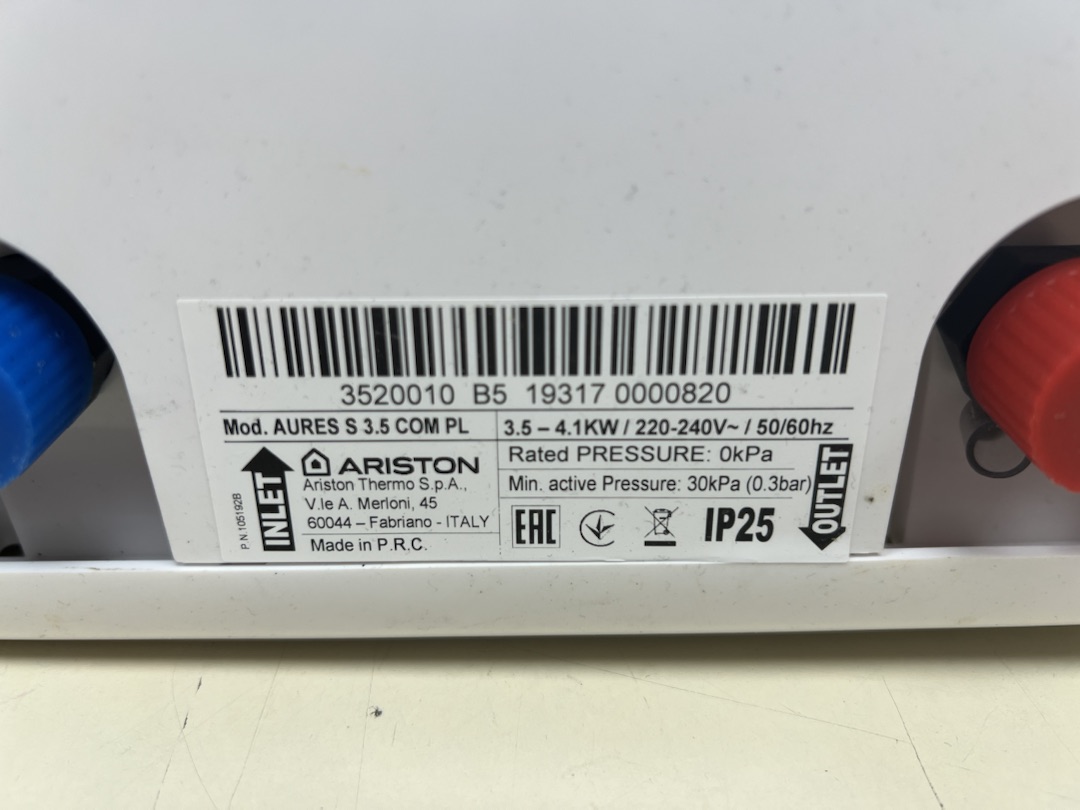 3520010 B5 19317 0000820
Mod. AURES S 3.5 COM PL
3.5 – 4.1KW / 220-240V~ / 50/60hz
INLET
ARISTON
Ariston Thermo S.p.A.,
V.le A. Merloni, 45
60044 – Fabriano - ITALY
Made in P.R.C.
P.N.105192B
Rated PRESSURE: 0kPa
Min. active Pressure: 30kPa (0.3bar)
OUTLET
EAC
IP25